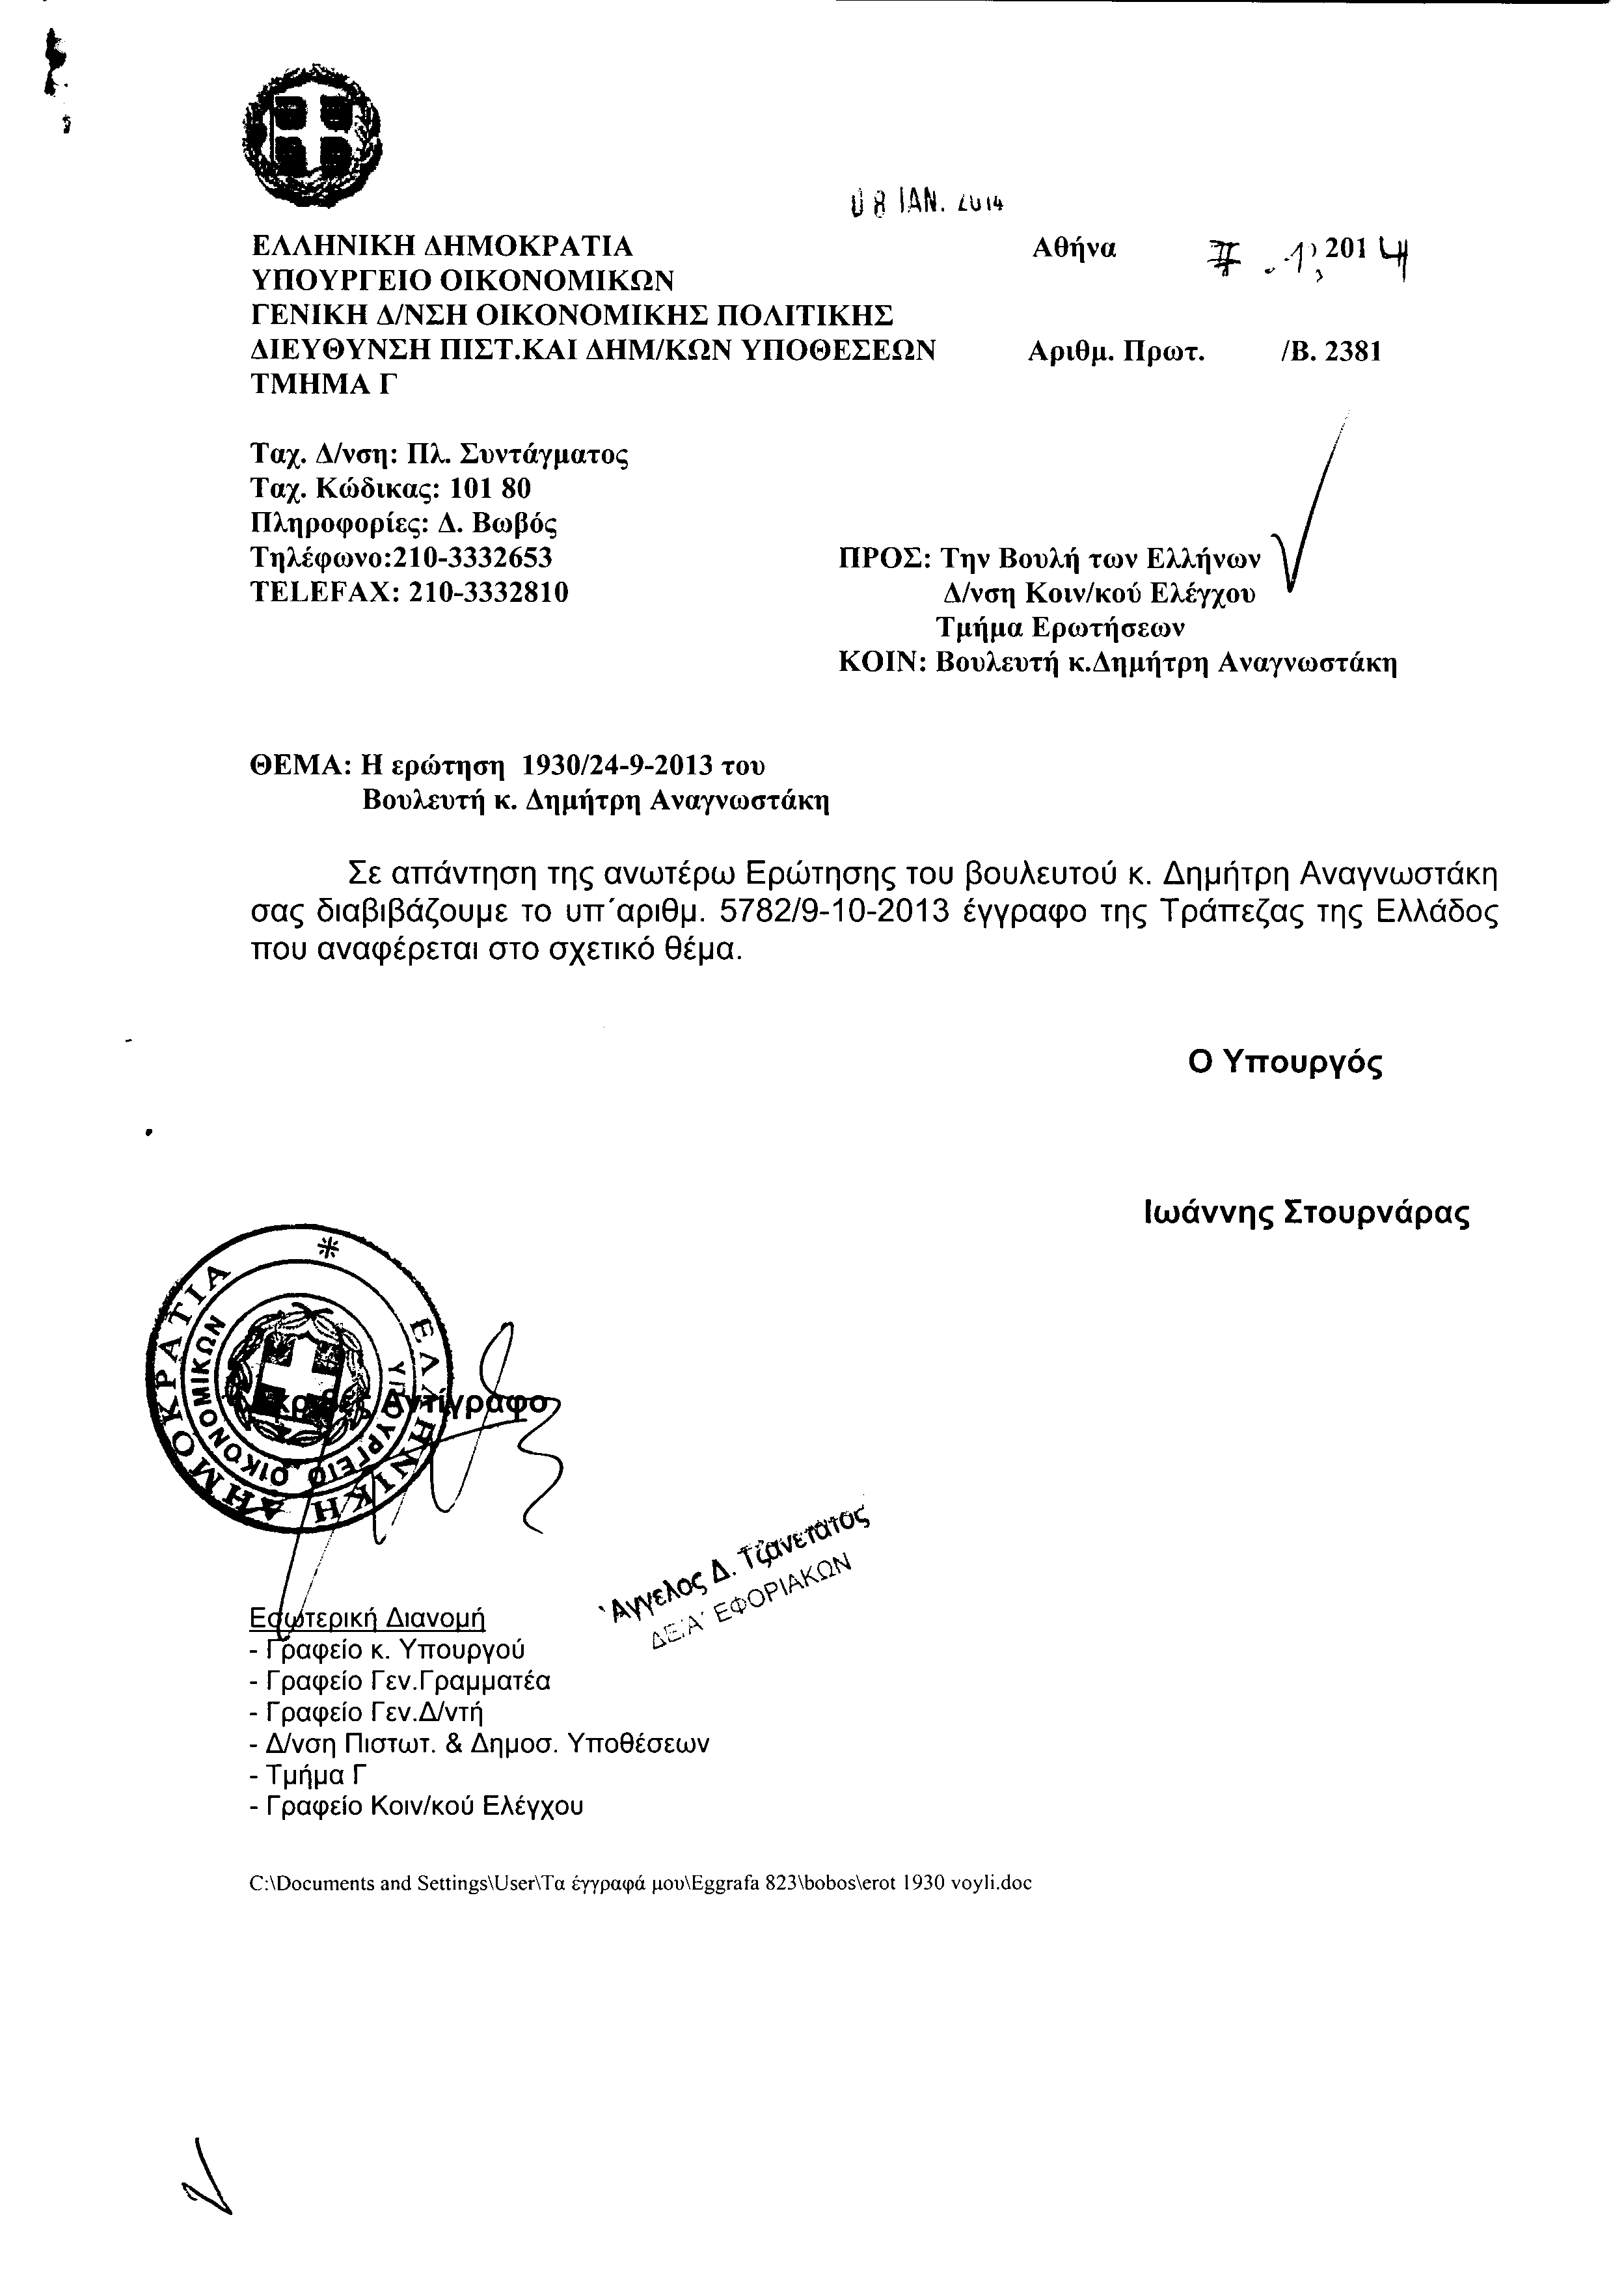 08 ΙΑΝ. 2014
ΕΛΛΗΝΙΚΗ ΔΗΜΟΚΡΑΤΙΑ
ΥΠΟΥΡΓΕΙΟ ΟΙΚΟΝΟΜΙΚΩΝ
ΓΕΝΙΚΗ Δ/ΝΣΗ ΟΙΚΟΝΟΜΙΚΗΣ ΠΟΛΙΤΙΚΗΣ
ΔΙΕΥΘΥΝΣΗ ΠΙΣΤ.ΚΑΙ ΔΗΜ/ΚΩΝ ΥΠΟΘΕΣΕΩΝ
ΤΜΗΜΑ Γ
Αθήνα 7 . 1, 2014
Αριθμ. Πρωτ. /Β. 2381
Ταχ. Δ/νση: Πλ. Συντάγματος
Ταχ. Κώδικας: 101 80
Πληροφορίες: Δ. Βωβός
Τηλέφωνο:210-3332653
TELEFAX: 210-3332810
ΠΡΟΣ: Την Βουλή των Ελλήνων
Δ/νση Κοιν/κού Ελέγχου
Τμήμα Ερωτήσεων
ΚΟΙΝ: Βουλευτή κ.Δημήτρη Αναγνωστάκη
ΘΕΜΑ: Η ερώτηση 1930/24-9-2013 του
Βουλευτή κ. Δημήτρη Αναγνωστάκη
Σε απάντηση της ανωτέρω Ερώτησης του βουλευτού κ. Δημήτρη Αναγνωστάκη
σας διαβιβάζουμε το υπ΄αριθμ. 5782/9-10-2013 έγγραφο της Τράπεζας της Ελλάδος
που αναφέρεται στο σχετικό θέμα.
Ο Υπουργός
Ιωάννης Στουρνάρας
ΕΛΛΗΝΙΚΗ ΔΗΜΟΚΡΑΤΙΑ *
ΥΠΟΥΡΓΕΙΟ ΟΙΚΟΝΟΜΙΚΩΝ
Ακριβές Αντίγραφο
Άγγελος Δ. Τζανετάτος
ΔΕ/Α' ΕΦΟΡΙΑΚΩΝ
Εσωτερική Διανομή
- Γραφείο κ. Υπουργού
- Γραφείο Γεν.Γραμματέα
- Γραφείο Γεν.Δ/ντή
- Δ/νση Πιστωτ. & Δημοσ. Υποθέσεων
- Τμήμα Γ
- Γραφείο Κοιν/κού Ελέγχου
C:\Documents and Settings\User\Τα έγγραφά μου\Eggrafa 823\bobos\erot 1930 voyli.doc